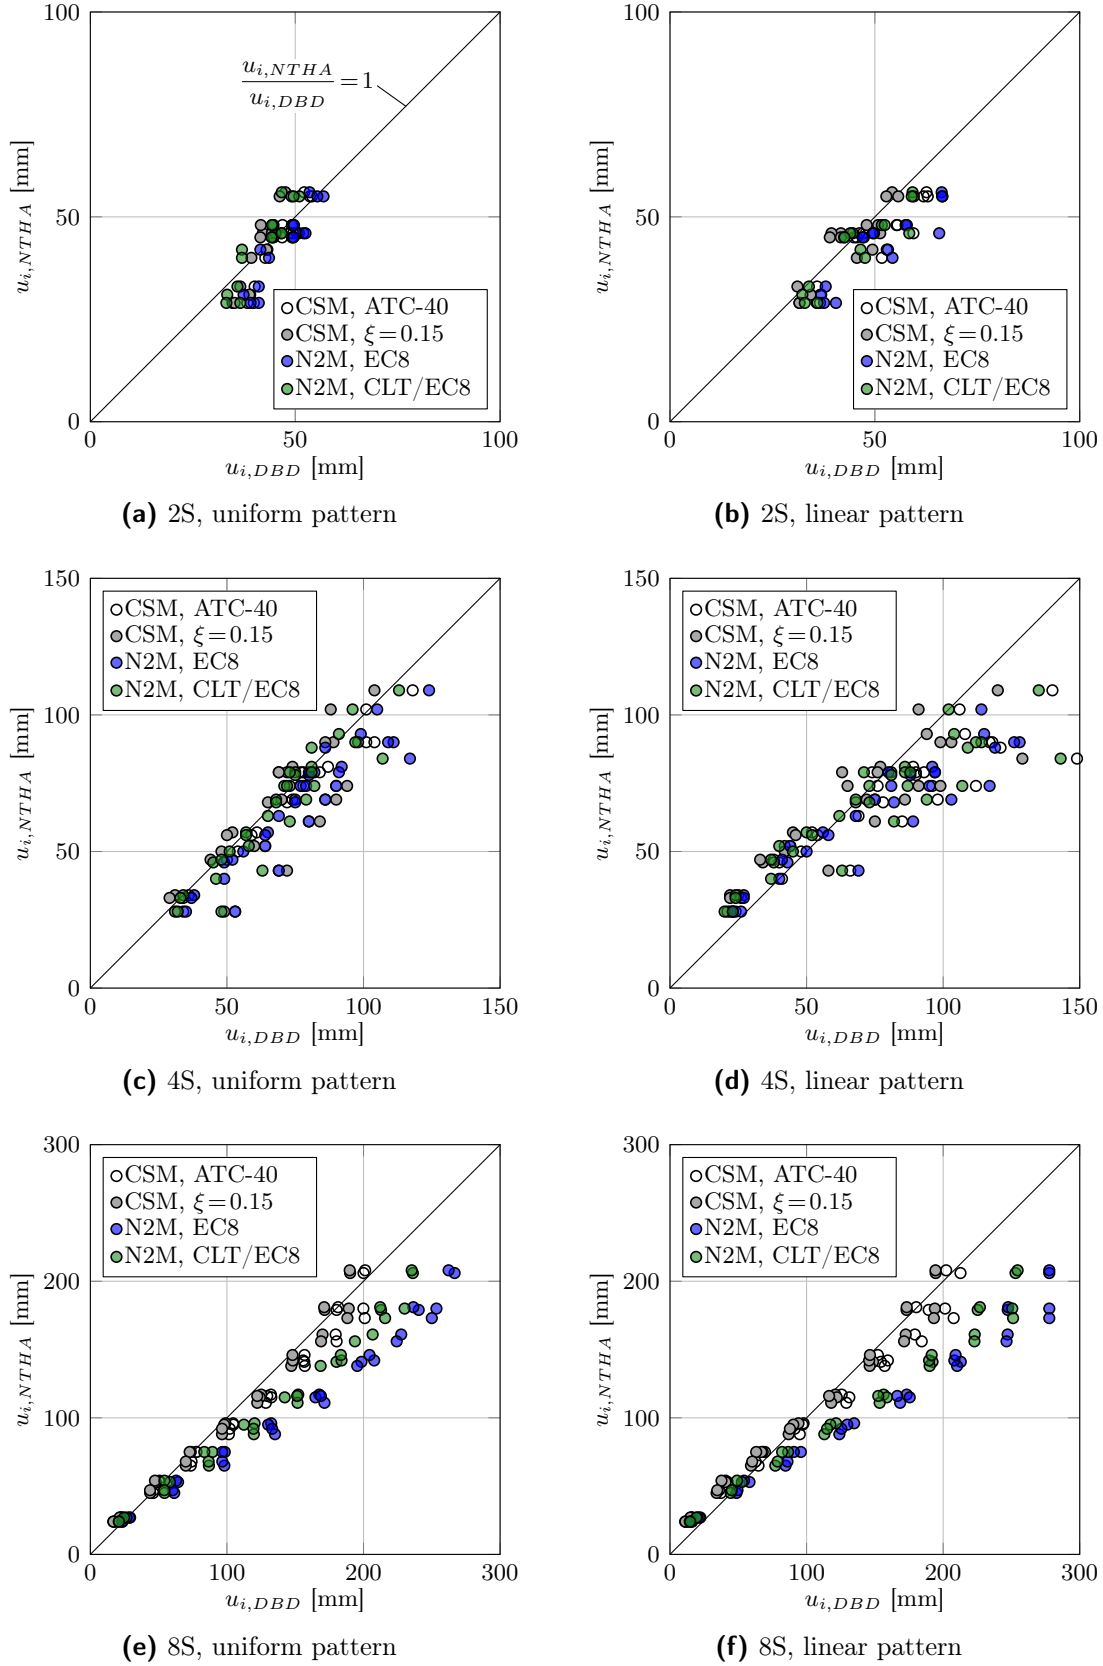 100
50
0
0
50
100
u_{i,NTHA} [mm]
u_{i,DBD} [mm]
u_{i,NTHA}
u_{i,DBD}
=1
CSM, ATC-40
CSM, ξ=0.15
N2M, EC8
N2M, CLT/EC8
(a) 2S, uniform pattern
100
50
0
0
50
100
u_{i,NTHA} [mm]
u_{i,DBD} [mm]
CSM, ATC-40
CSM, ξ=0.15
N2M, EC8
N2M, CLT/EC8
(b) 2S, linear pattern
150
100
50
0
0
50
100
150
u_{i,NTHA} [mm]
u_{i,DBD} [mm]
CSM, ATC-40
CSM, ξ=0.15
N2M, EC8
N2M, CLT/EC8
(c) 4S, uniform pattern
150
100
50
0
0
50
100
150
u_{i,NTHA} [mm]
u_{i,DBD} [mm]
CSM, ATC-40
CSM, ξ=0.15
N2M, EC8
N2M, CLT/EC8
(d) 4S, linear pattern
300
200
100
0
0
100
200
300
u_{i,NTHA} [mm]
u_{i,DBD} [mm]
CSM, ATC-40
CSM, ξ=0.15
N2M, EC8
N2M, CLT/EC8
(e) 8S, uniform pattern
300
200
100
0
0
100
200
300
u_{i,NTHA} [mm]
u_{i,DBD} [mm]
CSM, ATC-40
CSM, ξ=0.15
N2M, EC8
N2M, CLT/EC8
(f) 8S, linear pattern